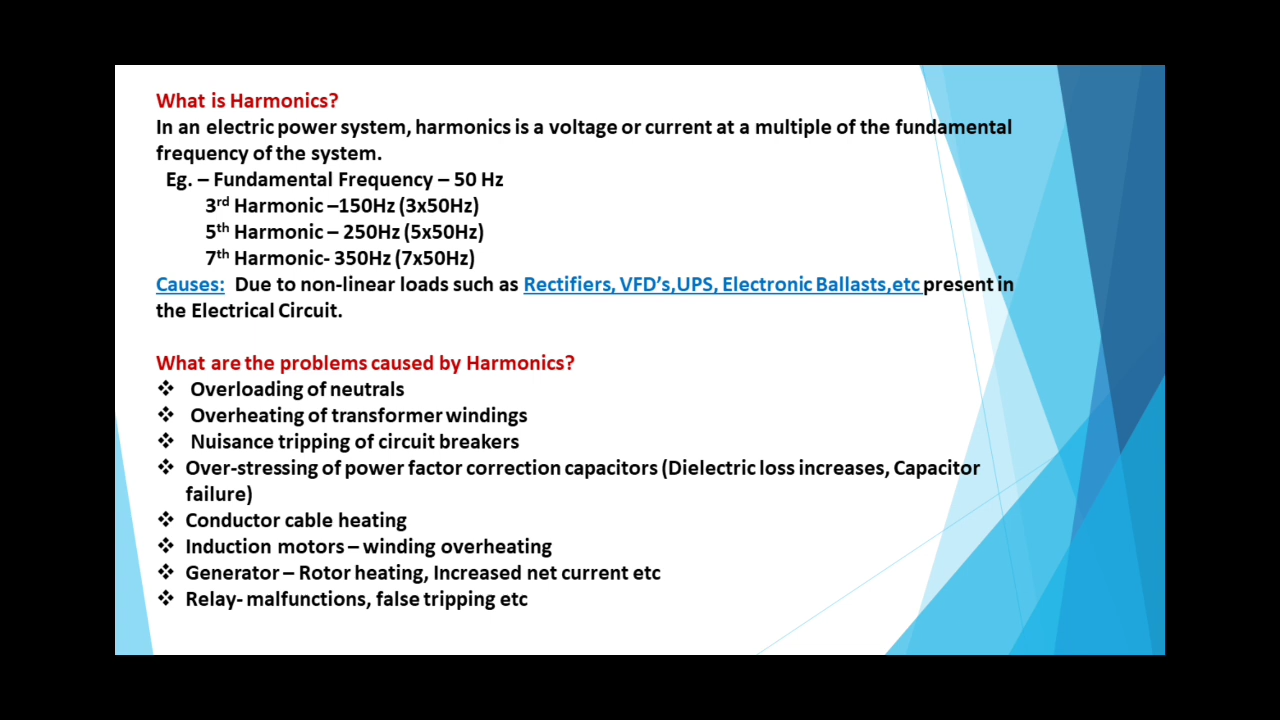 What is Harmonics?
In an electric power system, harmonics is a voltage or current at a multiple of the fundamental
frequency of the system.
Eg. – Fundamental Frequency – 50 Hz
3rd Harmonic –150Hz (3x50Hz)
5th Harmonic – 250Hz (5x50Hz)
7th Harmonic- 350Hz (7x50Hz)
Causes: Due to non-linear loads such as Rectifiers, VFD’s,UPS, Electronic Ballasts,etc present in
the Electrical Circuit.
What are the problems caused by Harmonics?
❖ Overloading of neutrals
❖ Overheating of transformer windings
❖ Nuisance tripping of circuit breakers
❖ Over-stressing of power factor correction capacitors (Dielectric loss increases, Capacitor
failure)
❖ Conductor cable heating
❖ Induction motors – winding overheating
❖ Generator – Rotor heating, Increased net current etc
❖ Relay- malfunctions, false tripping etc